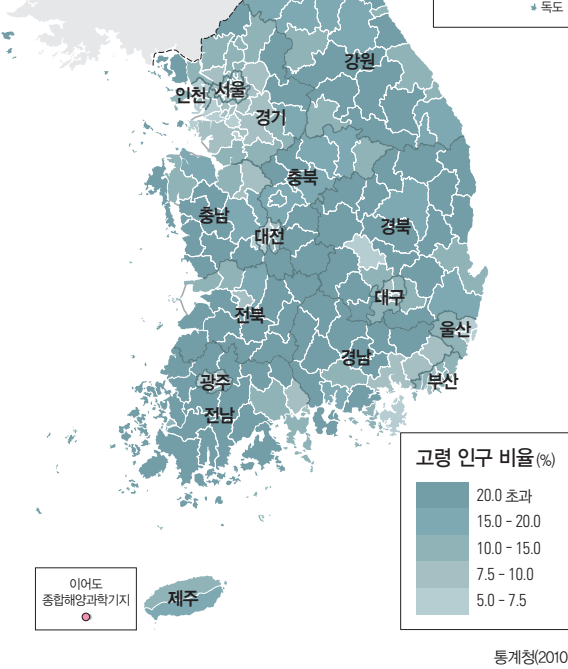 독도
강원
인천
서울
경기
충북
충남
경북
대전
대구
전북
울산
경남
광주
부산
전남
고령 인구 비율(%)
20.0 초과
15.0 - 20.0
10.0 - 15.0
7.5 - 10.0
5.0 - 7.5
이어도
종합해양과학기지
제주
통계청(2010